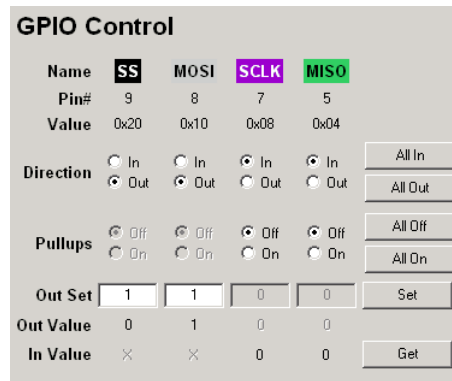 GPIO Control
Name SS MOSI SCLK MISO
Pin# 9 8 7 5
Value 0x20 0x10 0x08 0x04
In In In In All In
Direction
Out Out Out Out All Out
Off Off Off Off All Off
Pullups
On On On On All On
Out Set 1 1 0 0 Set
Out Value 0 1 0 0
In Value X X 0 0 Get